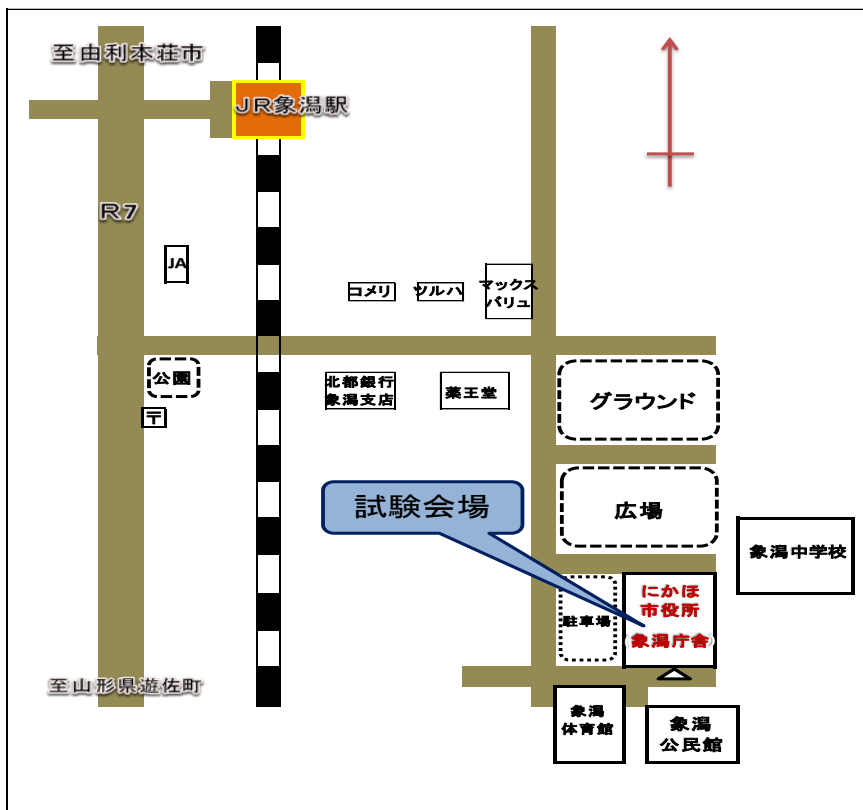 至由利本荘市
JR象潟駅
R7
JA
コメリ
ツルハ
マックス
バリュ
公園
〒
北都銀行
象潟支店
薬王堂
グラウンド
試験会場
広場
象潟中学校
にかほ
市役所
(象潟庁舎)
駐車場
至山形県遊佐町
象潟
体育館
象潟
公民館